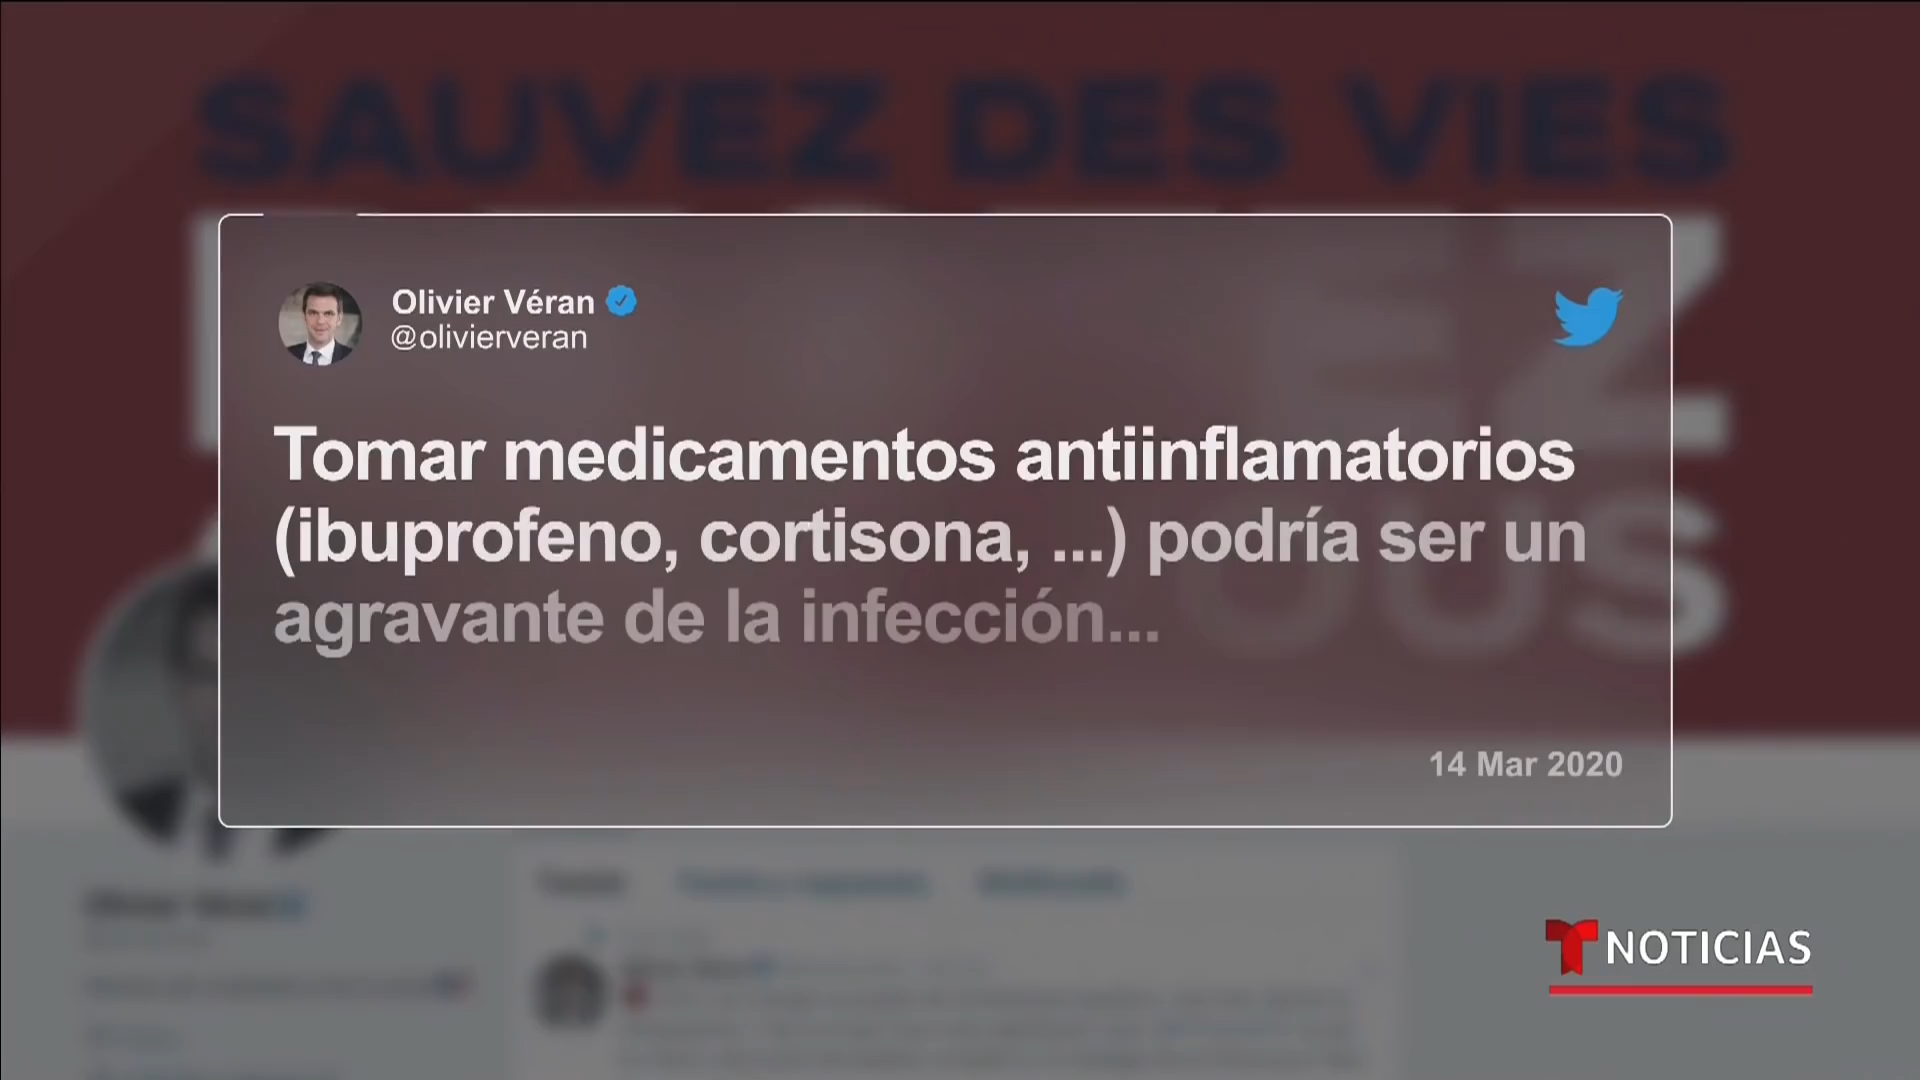 SAUVEZ DES VIES
Olivier Véran
@olivierveran
Tomar medicamentos antiinflamatorios
(ibuprofeno, cortisona, ...) podría ser un
agravante de la infección...
14 Mar 2020
NOTICIAS